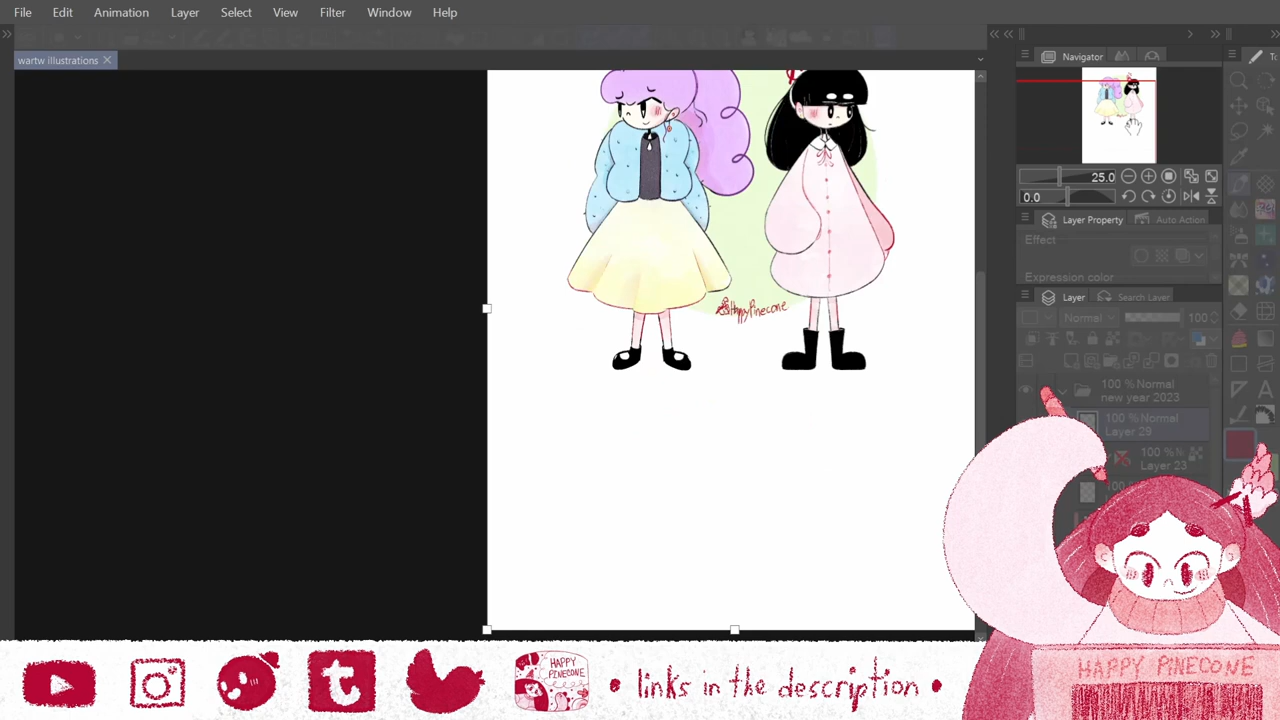 File Edit Animation Layer Select View Filter Window Help
wartw illustrations
Navigator
25.0
0.0
Layer Property Auto Action
Effect
Expression color
Layer Search Layer
Normal 100
100 % Normal
new year 2023
100 % Normal
Layer 29
100 % N
Layer 23
HappyPinecone
HAPPY PINECONE
HAPPY
PINECONE
• links in the description •